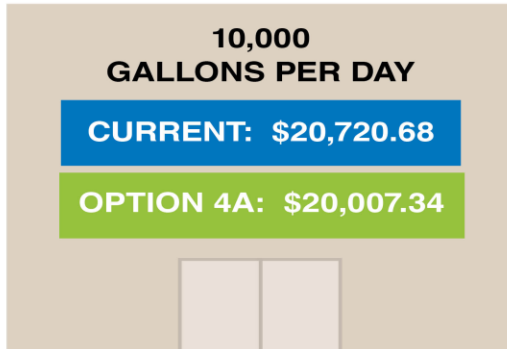 10,000
GALLONS PER DAY
CURRENT: $20,720.68
OPTION 4A: $20,007.34